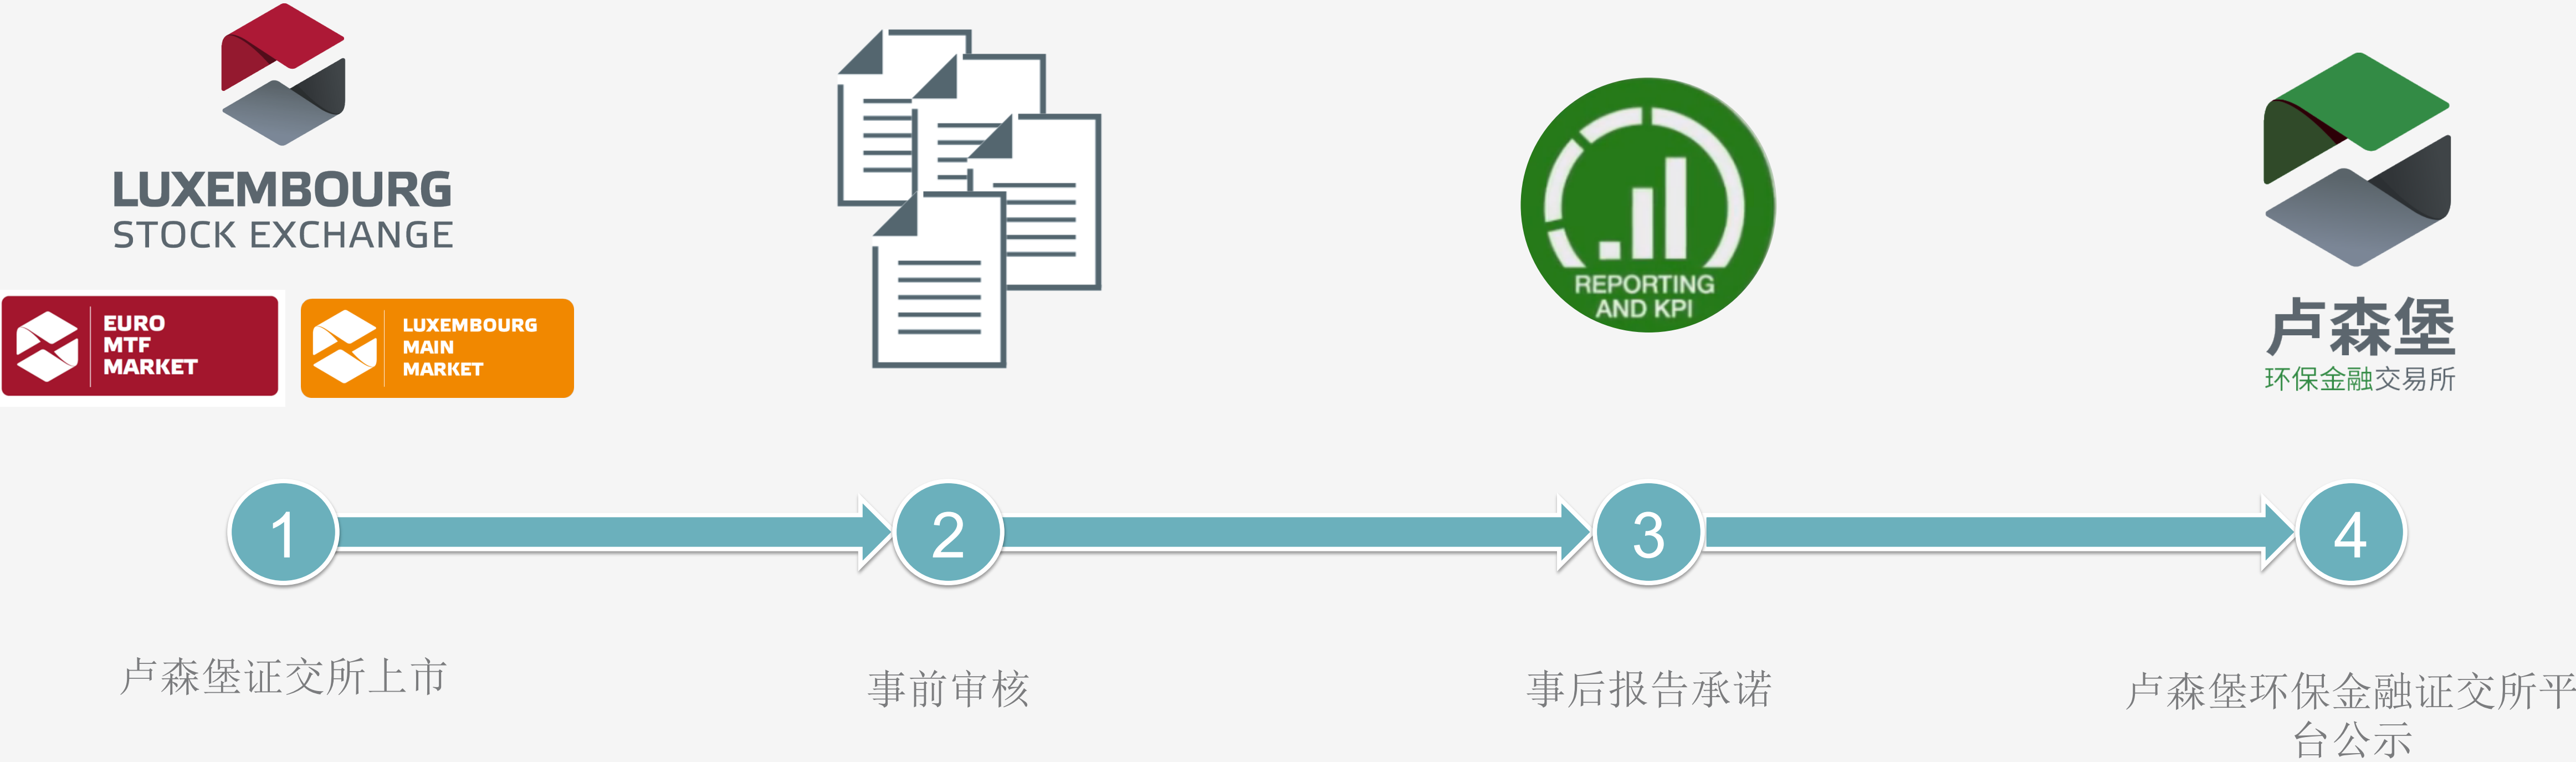 LUXEMBOURG
STOCK EXCHANGE
EURO
MTF
MARKET
LUXEMBOURG
MAIN
MARKET
REPORTING
AND KPI
卢森堡
环保金融交易所
1
2
3
4
卢森堡证交所上市
事前审核
事后报告承诺
卢森堡环保金融证交所平
台公示